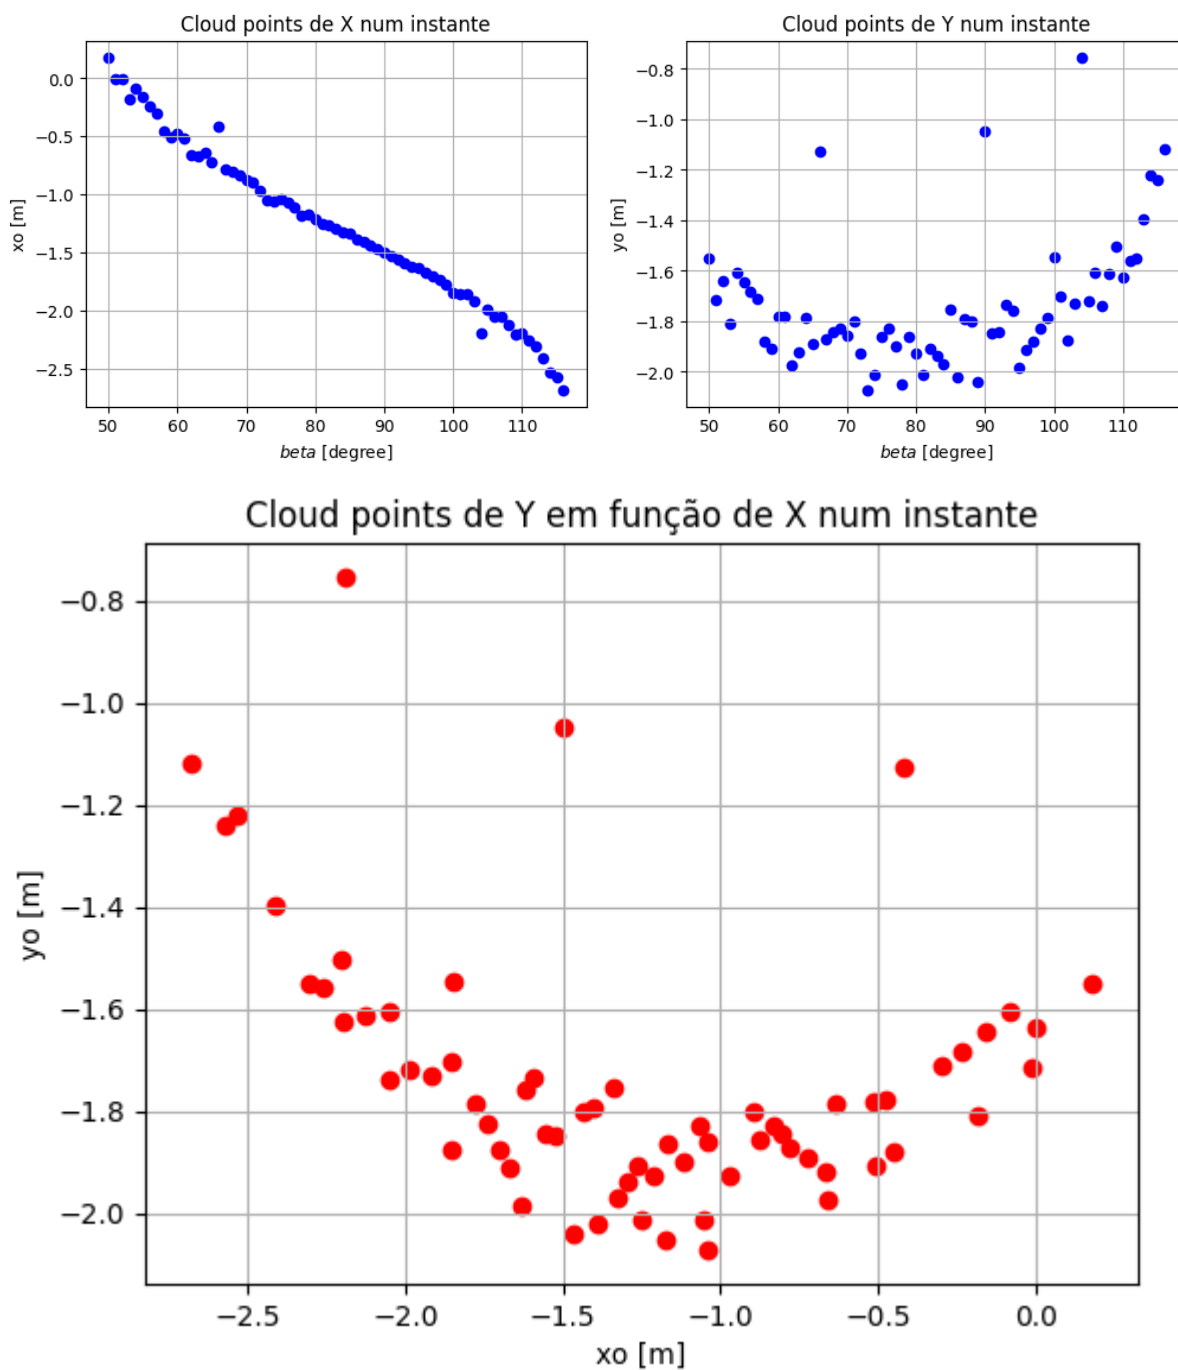 Cloud points de X num instante
0.0
−0.5
−1.0
−1.5
−2.0
−2.5
xo [m]
50 60 70 80 90 100 110
beta [degree]
Cloud points de Y num instante
−0.8
−1.0
−1.2
−1.4
−1.6
−1.8
−2.0
yo [m]
50 60 70 80 90 100 110
beta [degree]
Cloud points de Y em função de X num instante
−0.8
−1.0
−1.2
−1.4
−1.6
−1.8
−2.0
yo [m]
−2.5 −2.0 −1.5 −1.0 −0.5 0.0
xo [m]